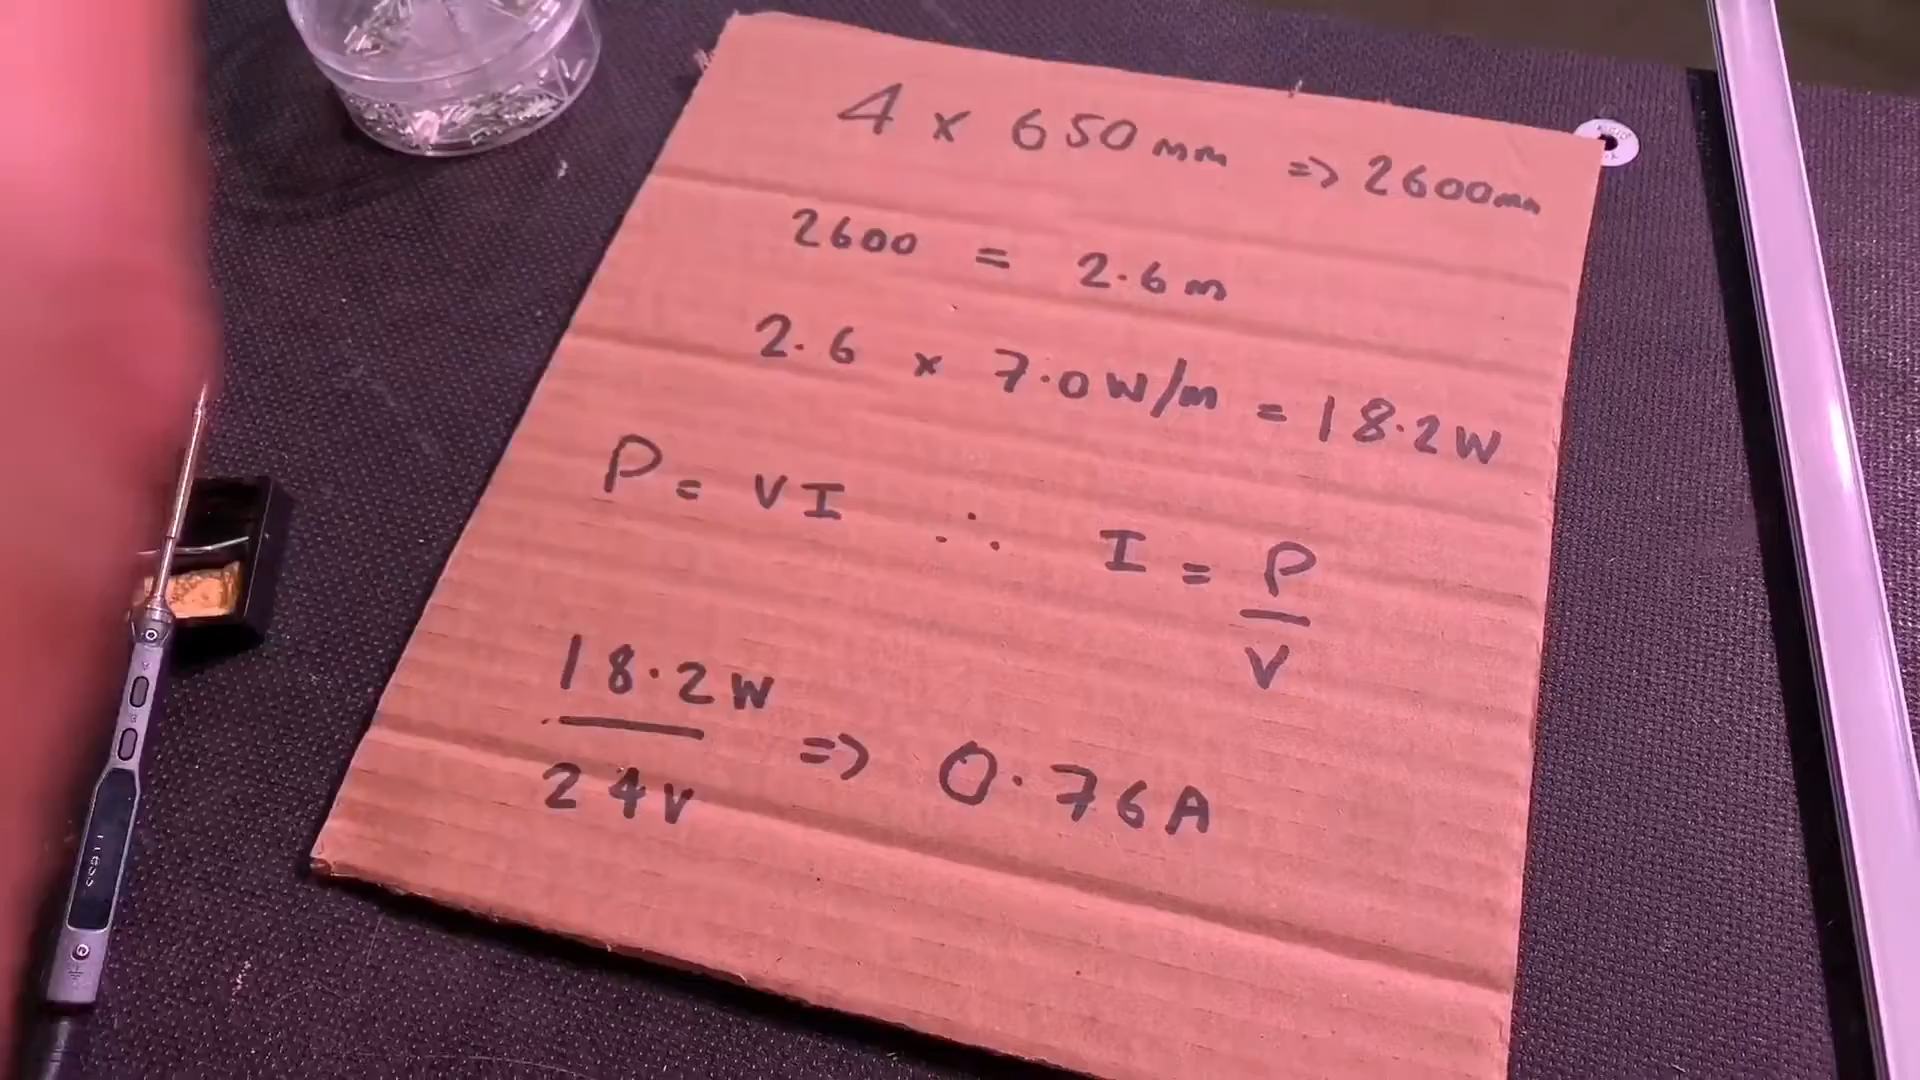 4 x 650mm => 2600mm
2600 = 2.6m
2.6 x 7.0W/m = 18.2W
P = VI ∴ I = P
V
18.2W
24V => 0.76A